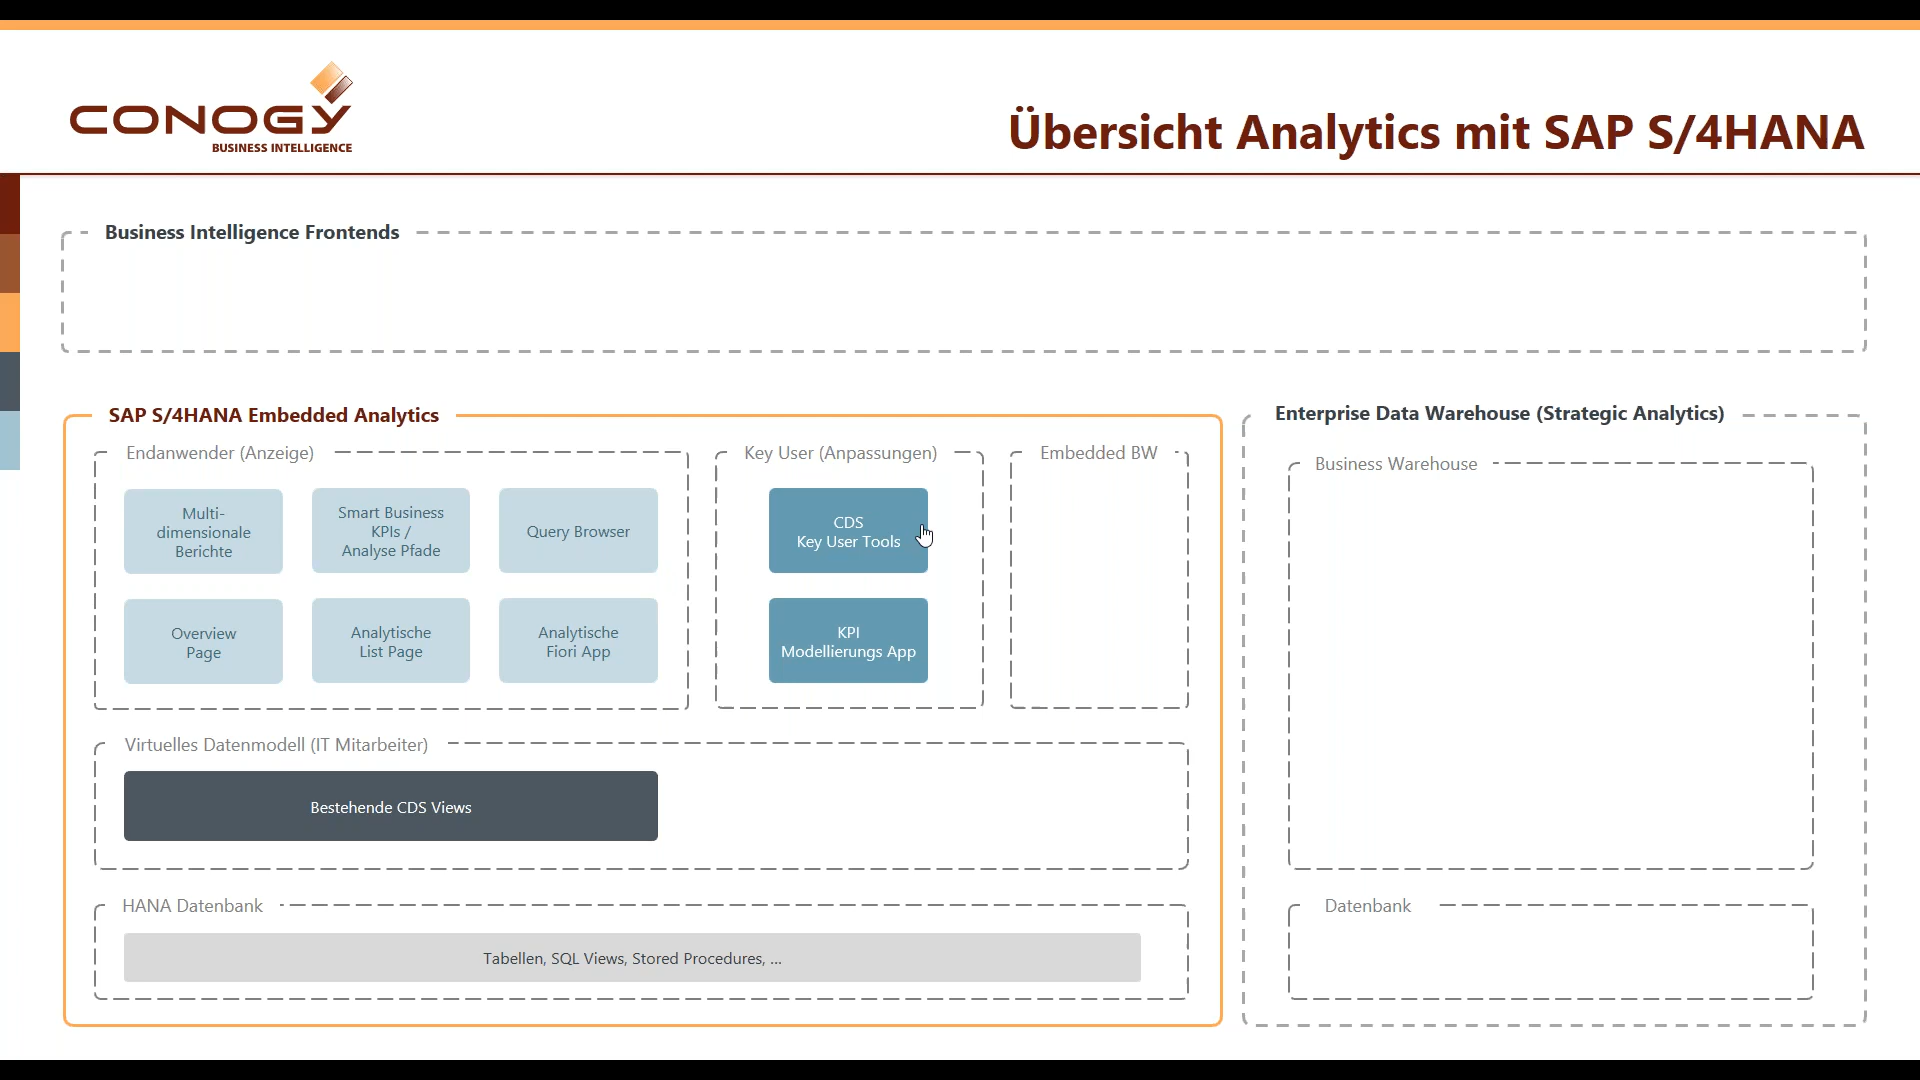 CONOGY
BUSINESS INTELLIGENCE
Übersicht Analytics mit SAP S/4HANA
Business Intelligence Frontends
SAP S/4HANA Embedded Analytics
Endanwender (Anzeige)
Multi-
dimensionale
Berichte
Smart Business
KPIs /
Analyse Pfade
Query Browser
Overview
Page
Analytische
List Page
Analytische
Fiori App
Key User (Anpassungen)
CDS
Key User Tools
KPI
Modellierungs App
Embedded BW
Virtuelles Datenmodell (IT Mitarbeiter)
Bestehende CDS Views
HANA Datenbank
Tabellen, SQL Views, Stored Procedures, ...
Enterprise Data Warehouse (Strategic Analytics)
Business Warehouse
Datenbank